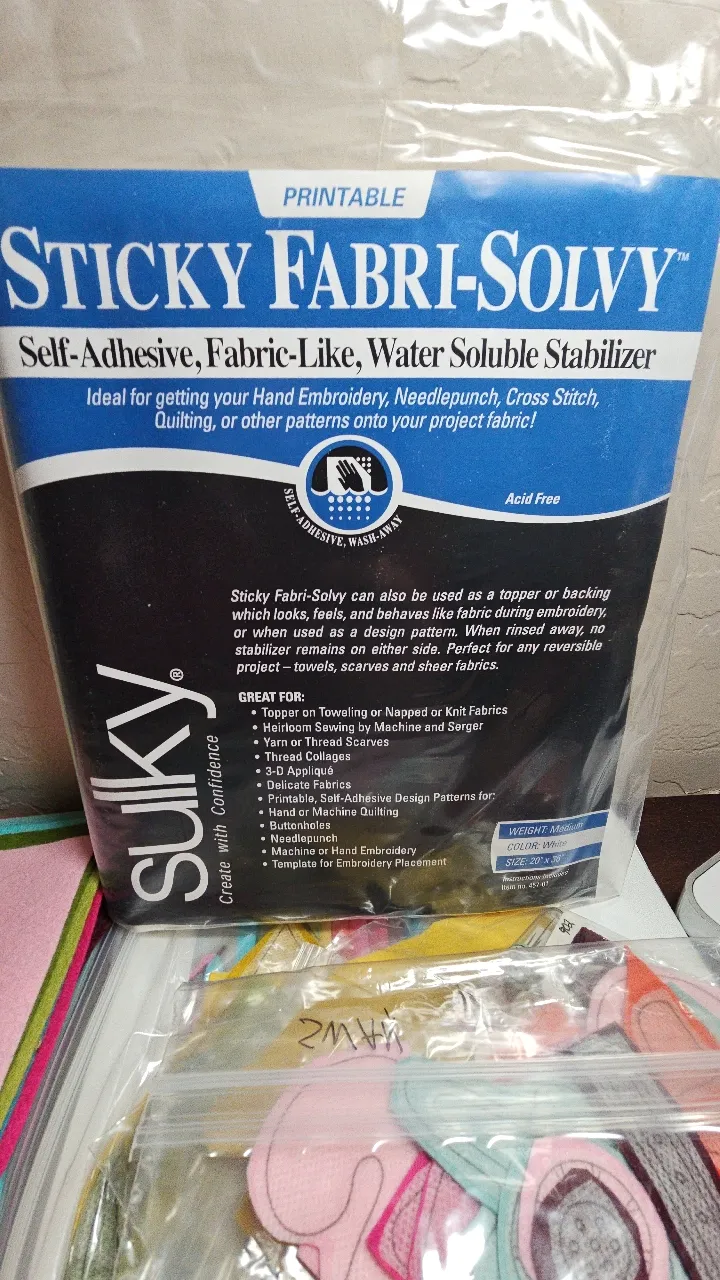 PRINTABLE
STICKY FABRI-SOLVY™
Self-Adhesive, Fabric-Like, Water Soluble Stabilizer
Ideal for getting your Hand Embroidery, Needlepunch, Cross Stitch,
Quilting, or other patterns onto your project fabric!
SELF-ADHESIVE, WASH-AWAY
Acid Free
Sticky Fabri-Solvy can also be used as a topper or backing
which looks, feels, and behaves like fabric during embroidery,
or when used as a design pattern. When rinsed away, no
stabilizer remains on either side. Perfect for any reversible
project – towels, scarves and sheer fabrics.
sulky®
Create with Confidence
GREAT FOR:
• Topper on Toweling or Napped or Knit Fabrics
• Heirloom Sewing by Machine and Serger
• Yarn or Thread Scarves
• Thread Collages
• 3-D Appliqué
• Delicate Fabrics
• Printable, Self-Adhesive Design Patterns for:
• Hand or Machine Quilting
• Buttonholes
• Needlepunch
• Machine or Hand Embroidery
• Template for Embroidery Placement
WEIGHT: Medium
COLOR: White
SIZE: 20" x 36"
Instructions Included
Item no. 457-01